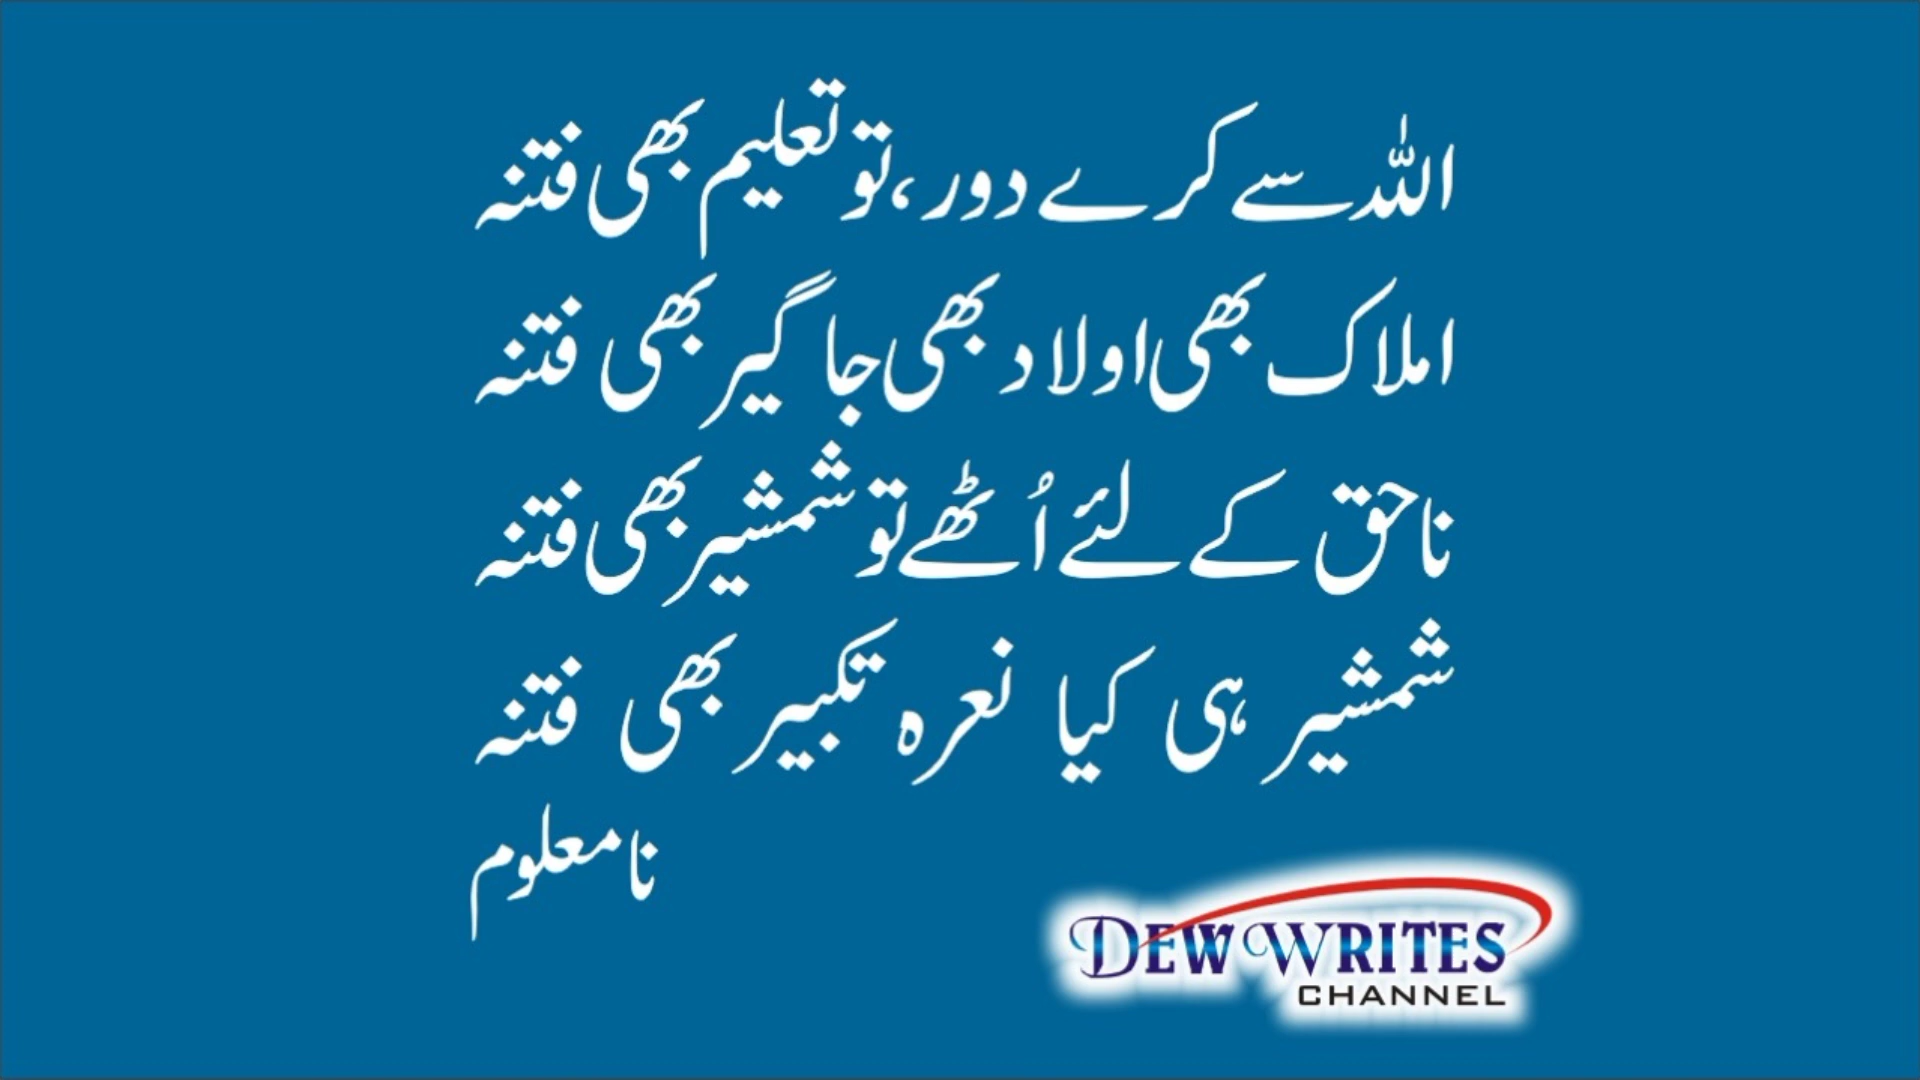 اللہ سے کرے دور، تو تعلیم بھی فتنہ
املاک بھی اولاد بھی جاگیر بھی فتنہ
ناحق کے لئے اُٹھے تو شمشیر بھی فتنہ
شمشیر ہی کیا نعرہ تکبیر بھی فتنہ
نامعلوم
DEW WRITES
CHANNEL